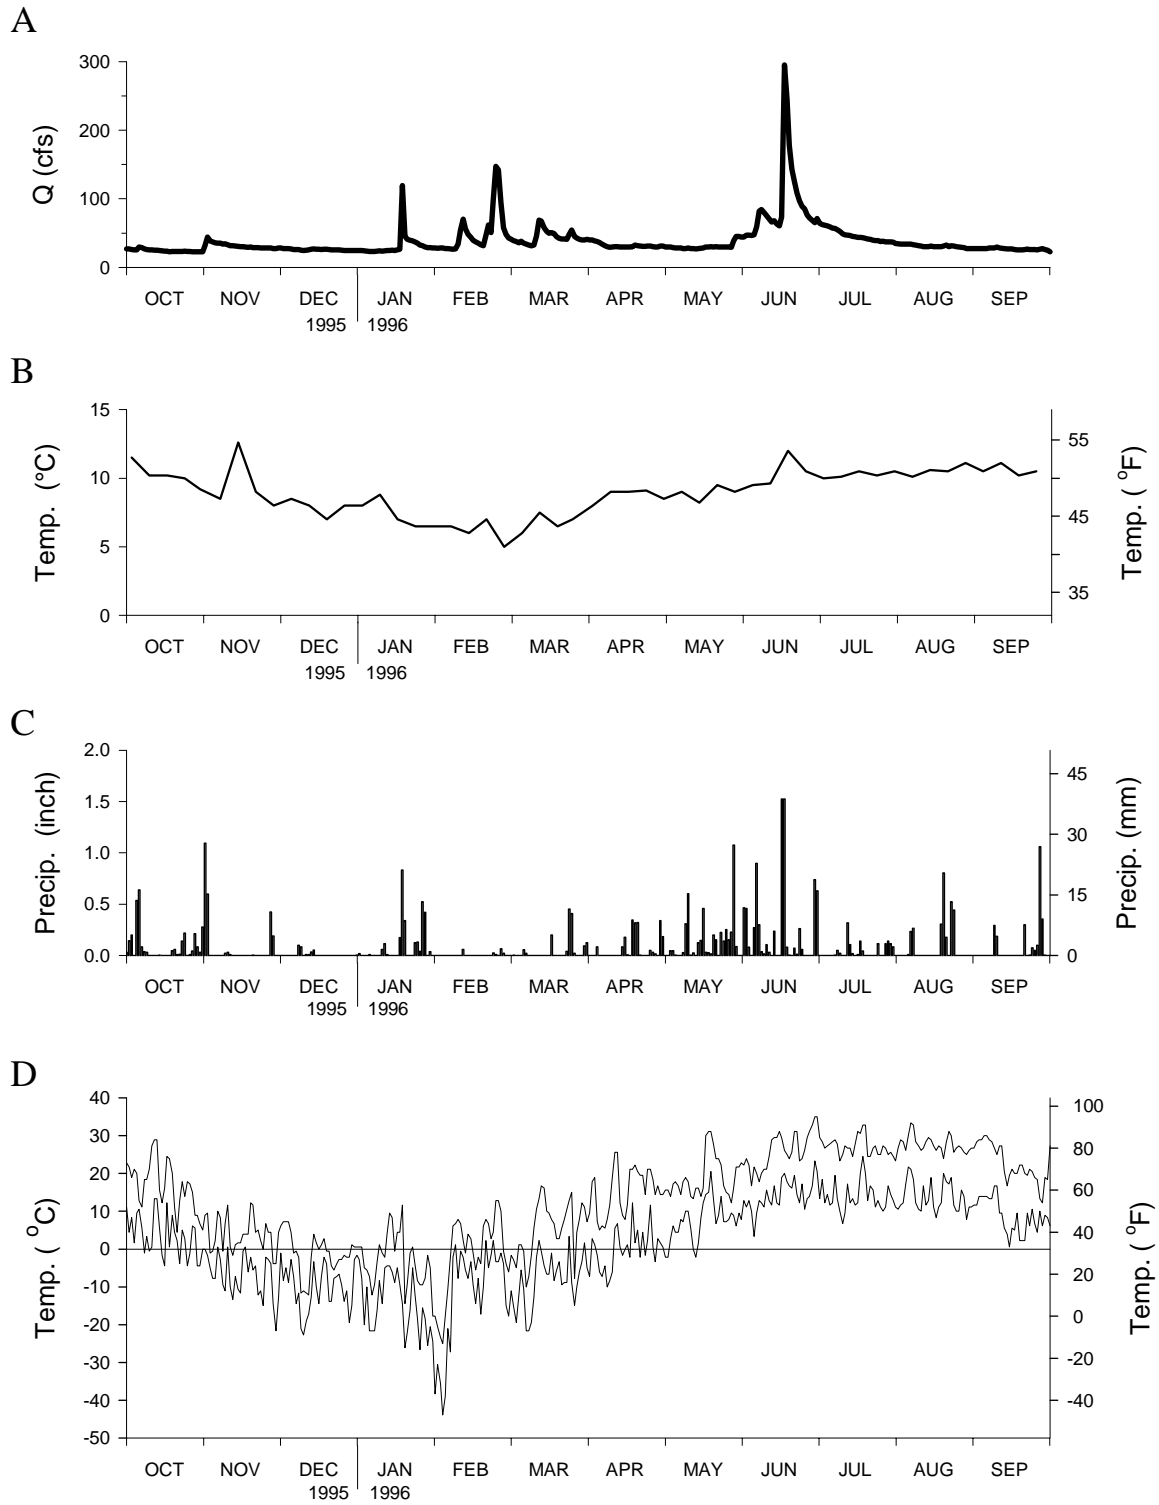 A
Q (cfs)
300
200
100
0
OCT NOV DEC JAN FEB MAR APR MAY JUN JUL AUG SEP
1995 1996
B
Temp. (°C)
15
10
5
0
Temp. (°F)
55
45
35
OCT NOV DEC JAN FEB MAR APR MAY JUN JUL AUG SEP
1995 1996
C
Precip. (inch)
2.0
1.5
1.0
0.5
0.0
Precip. (mm)
45
30
15
0
OCT NOV DEC JAN FEB MAR APR MAY JUN JUL AUG SEP
1995 1996
D
Temp. (°C)
40
30
20
10
0
-10
-20
-30
-40
-50
Temp. (°F)
100
80
60
40
20
0
-20
-40
OCT NOV DEC JAN FEB MAR APR MAY JUN JUL AUG SEP
1995 1996